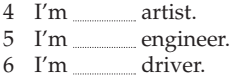 4 I'm ............ artist.
5 I'm ............ engineer.
6 I'm ............ driver.